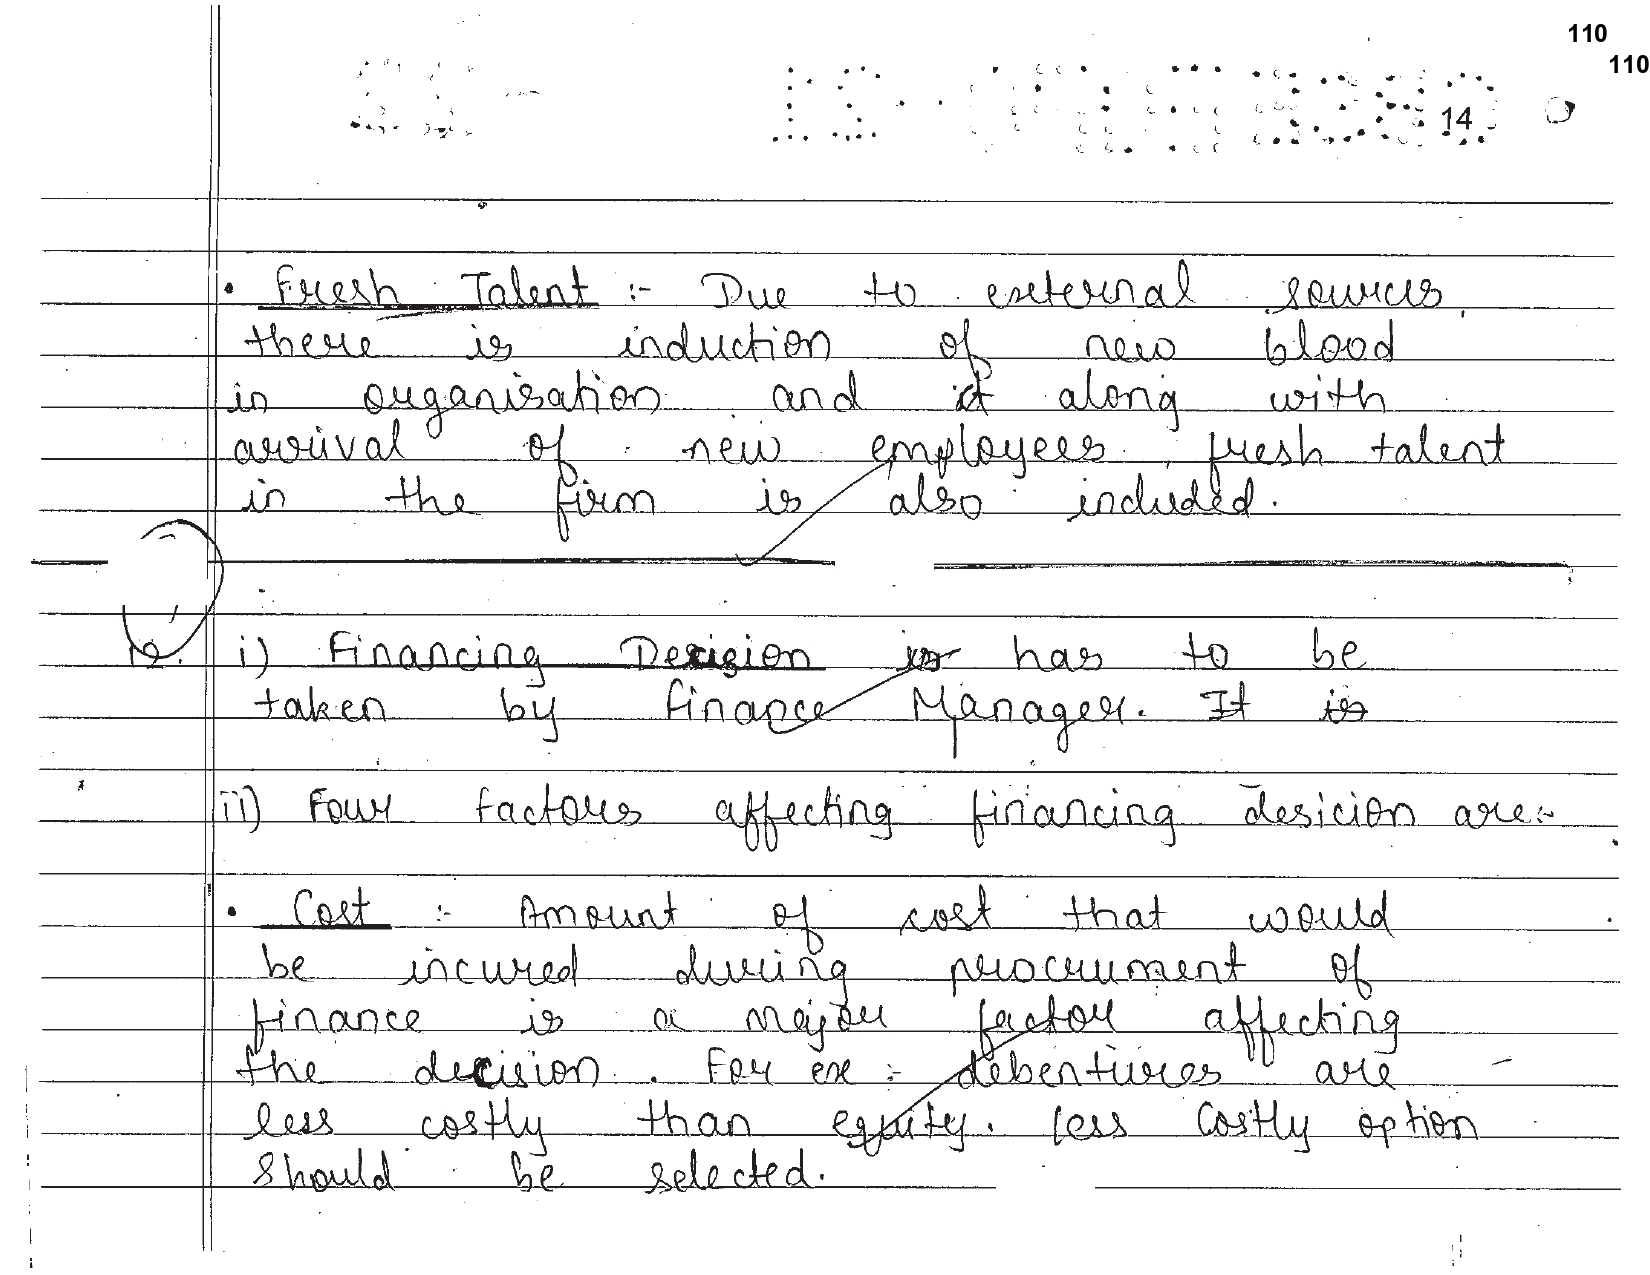 110
110
14
• Fresh Talent :- Due to external sources,
there is induction of new blood
in organisation and it along with
arrival of new employees, fresh talent
in the firm is also included.
i) Financing Decision is has to be
taken by finance Manager. It is
ii) Four factors affecting financing desicion are:-
• Cost :- Amount of cost that would
be incured during procrument of
finance is a major factor affecting
the decision. For ex :- debentures are
less costly than equity. less costly option
should be selected.